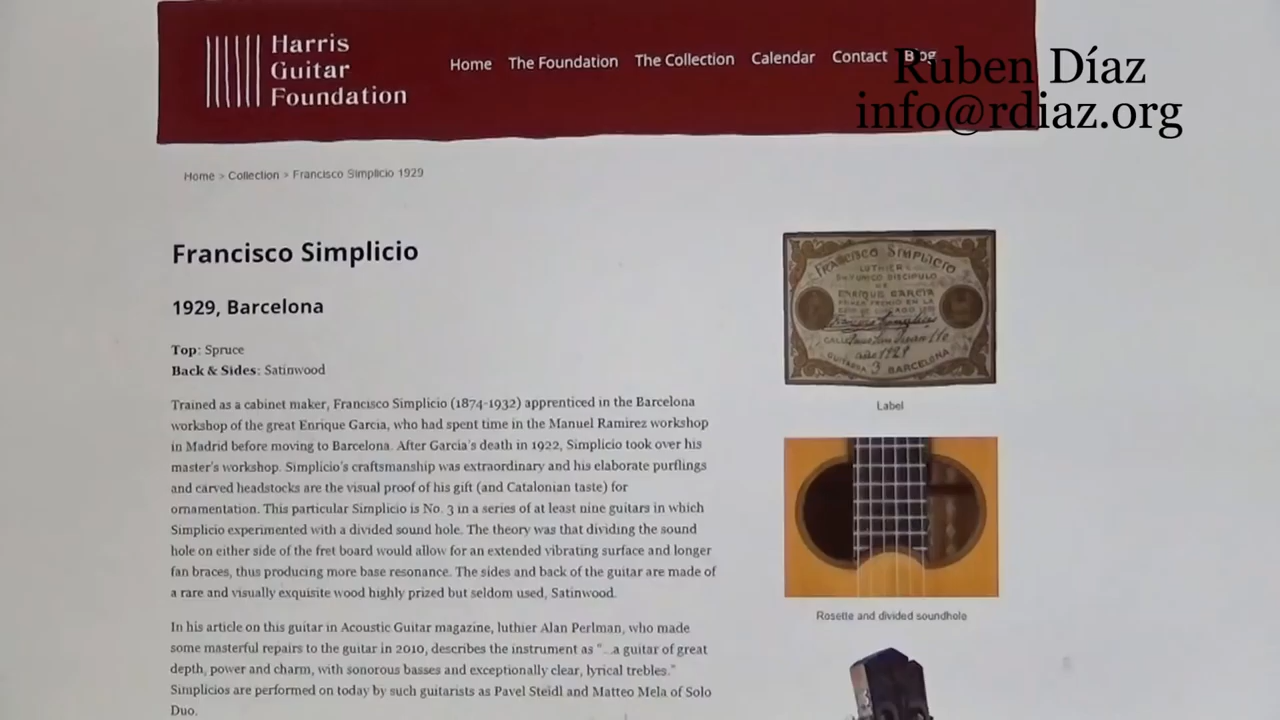 Harris
Guitar
Foundation
Home The Foundation The Collection Calendar Contact Blog
Ruben Díaz
info@rdiaz.org
Home > Collection > Francisco Simplicio 1929
Francisco Simplicio
1929, Barcelona
Top: Spruce
Back & Sides: Satinwood
Trained as a cabinet maker, Francisco Simplicio (1874-1932) apprenticed in the Barcelona
workshop of the great Enrique Garcia, who had spent time in the Manuel Ramirez workshop
in Madrid before moving to Barcelona. After Garcia's death in 1922, Simplicio took over his
master's workshop. Simplicio's craftsmanship was extraordinary and his elaborate purflings
and carved headstocks are the visual proof of his gift (and Catalonian taste) for
ornamentation. This particular Simplicio is No. 3 in a series of at least nine guitars in which
Simplicio experimented with a divided sound hole. The theory was that dividing the sound
hole on either side of the fret board would allow for an extended vibrating surface and longer
fan braces, thus producing more base resonance. The sides and back of the guitar are made of
a rare and visually exquisite wood highly prized but seldom used, Satinwood.
In his article on this guitar in Acoustic Guitar magazine, luthier Alan Perlman, who made
some masterful repairs to the guitar in 2010, describes the instrument as "...a guitar of great
depth, power and charm, with sonorous basses and exceptionally clear, lyrical trebles."
Simplicios are performed on today by such guitarists as Pavel Steidl and Matteo Mela of Solo
Duo.
FRANCISCO SIMPLICIO
LUTHIER
DISCIPULO
DE
ENRIQUE GARCIA
PRIMER PREMIO EN LA
CALLE
año 1929
GUITARRA 3 BARCELONA
Label
Rosette and divided soundhole